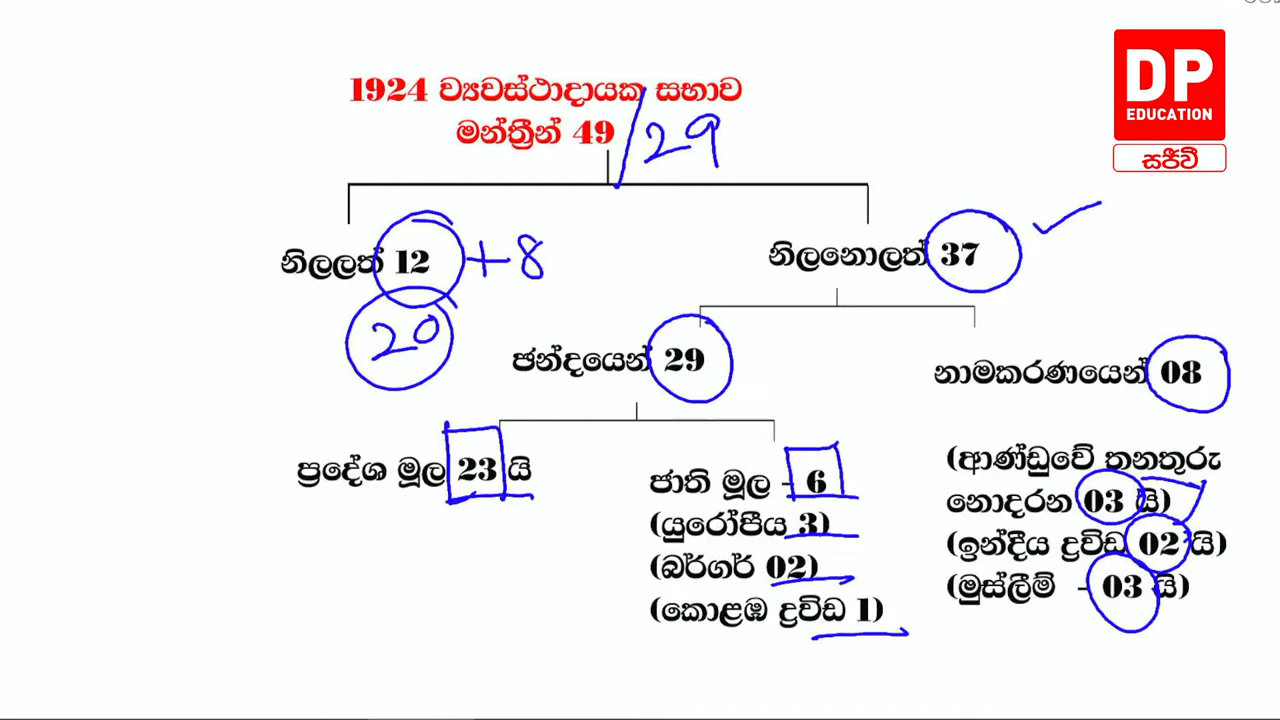 1924 ව්‍යවස්ථාදායක සභාව
මන්ත්‍රීන් 49 / 29
DP
EDUCATION
සජීවී
නිලලත් 12 + 8
20
නිලනොලත් 37
ඡන්දයෙන් 29
නාමකරණයෙන් 08
ප්‍රදේශ මූල 23 යි
ජාති මූල - 6
(යුරෝපීය 3)
(බර්ගර් 02)
(කොළඹ ද්‍රවිඩ 1)
(ආණ්ඩුවේ තනතුරු
නොදරන 03 යි)
(ඉන්දීය ද්‍රවිඩ 02 යි)
(මුස්ලීම් - 03 යි)